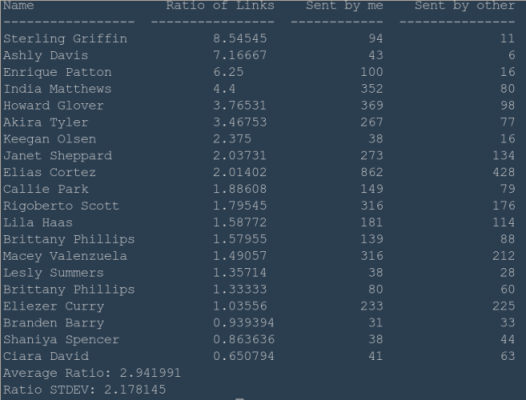 Name Ratio of Links Sent by me Sent by other
----------------- ---------------- ------------ ---------------
Sterling Griffin 8.54545 94 11
Ashly Davis 7.16667 43 6
Enrique Patton 6.25 100 16
India Matthews 4.4 352 80
Howard Glover 3.76531 369 98
Akira Tyler 3.46753 267 77
Keegan Olsen 2.375 38 16
Janet Sheppard 2.03731 273 134
Elias Cortez 2.01402 862 428
Callie Park 1.88608 149 79
Rigoberto Scott 1.79545 316 176
Lila Haas 1.58772 181 114
Brittany Phillips 1.57955 139 88
Macey Valenzuela 1.49057 316 212
Lesly Summers 1.35714 38 28
Brittany Phillips 1.33333 80 60
Eliezer Curry 1.03556 233 225
Branden Barry 0.939394 31 33
Shaniya Spencer 0.863636 38 44
Ciara David 0.650794 41 63
Average Ratio: 2.941991
Ratio STDEV: 2.178145